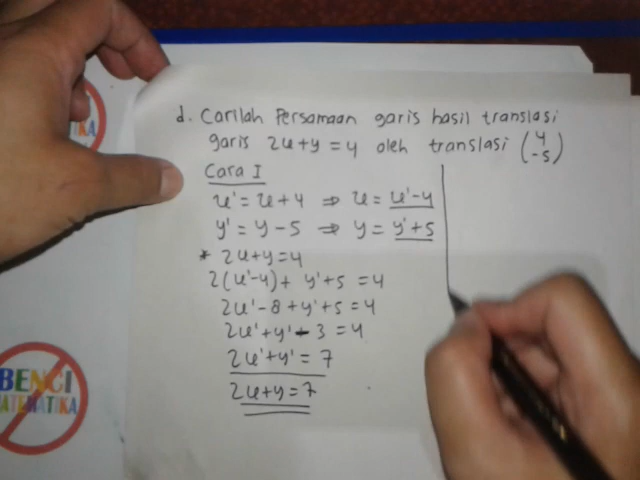 d. Carilah Persamaan garis hasil translasi
garis 2x+y=4 oleh translasi (4 -5)
Cara I
x'=x+4 ⇒ x= x'-4
y'=y-5 ⇒ y= y'+5
* 2x+y=4
2(x'-4)+ y'+5 =4
2x'-8+y'+5=4
2x'+y'-3=4
2x'+y'=7
2x+y=7
KA
BENCI
MATEMATIKA